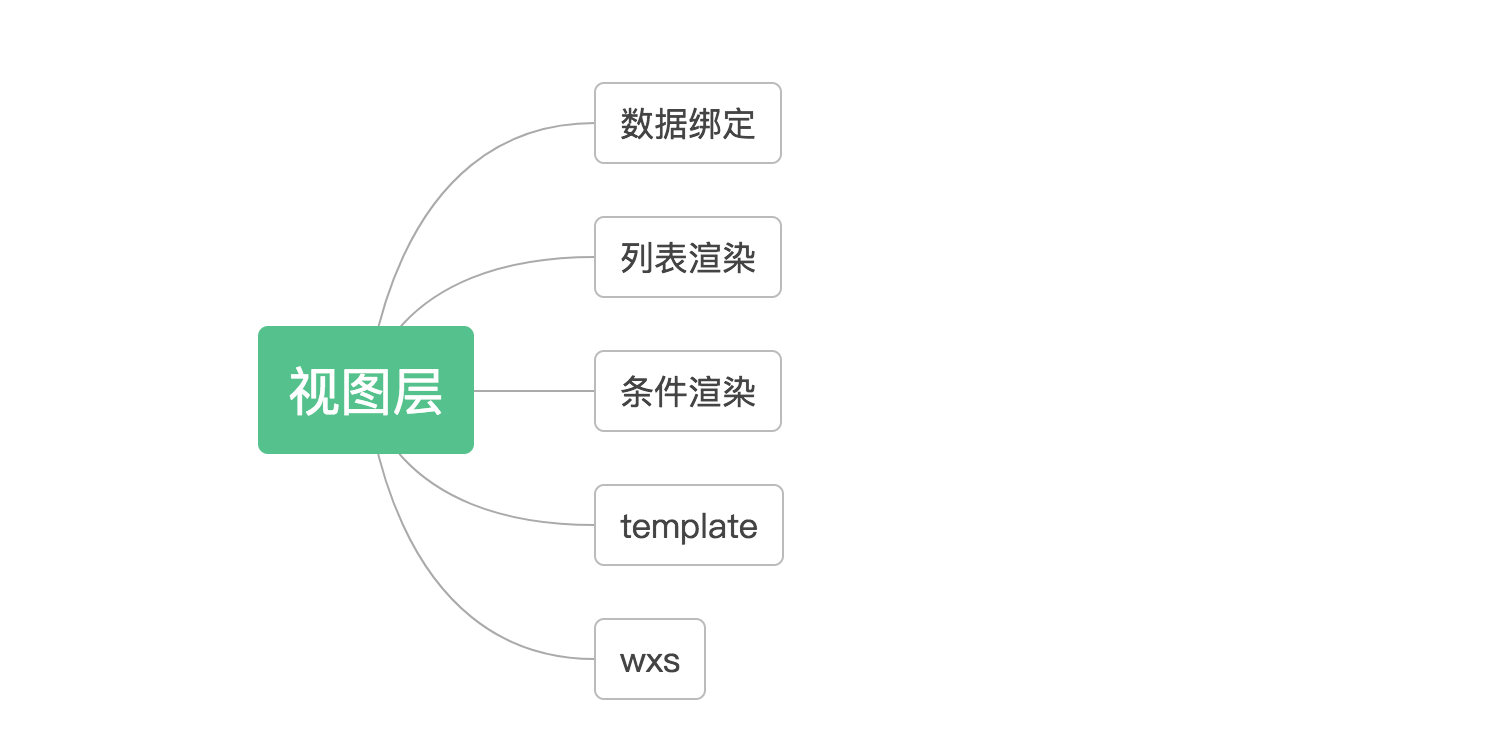 数据绑定
列表渲染
视图层
条件渲染
template
wxs